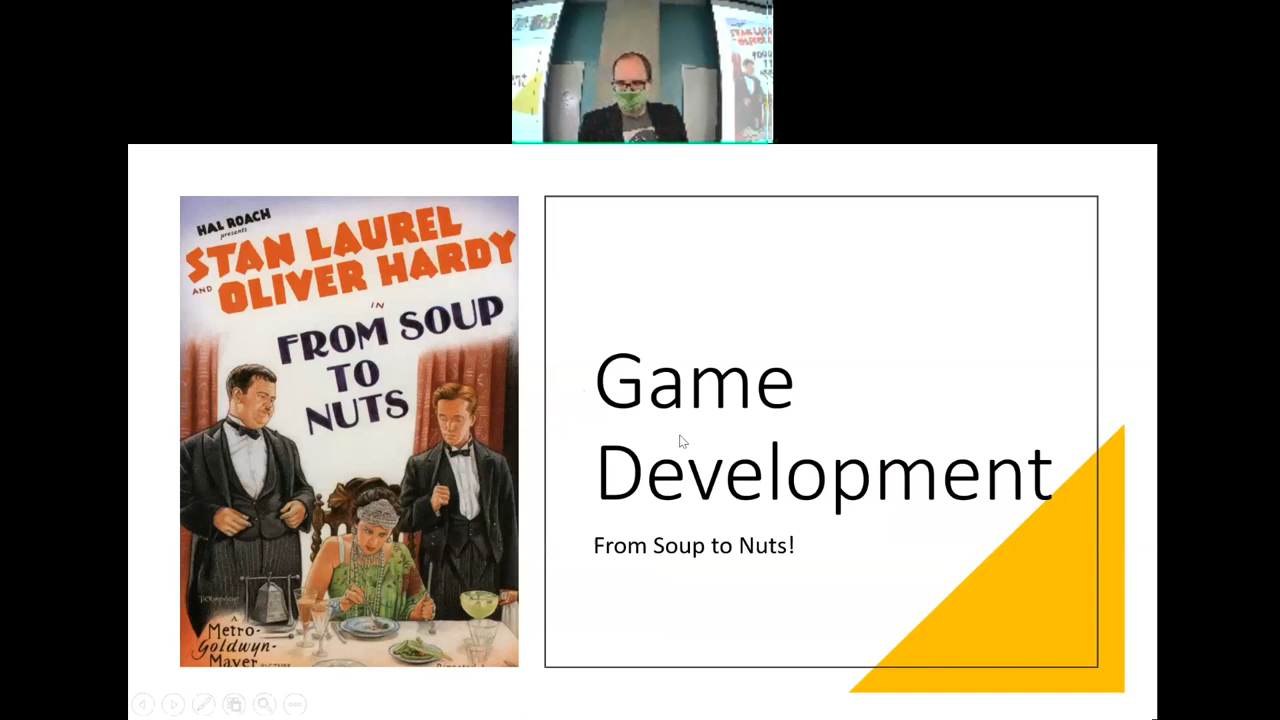 HAL ROACH
presents
STAN LAUREL
AND OLIVER HARDY
IN
FROM SOUP
TO
NUTS
A
Metro-
Goldwyn-
Mayer PICTURE
Game
Development
From Soup to Nuts!